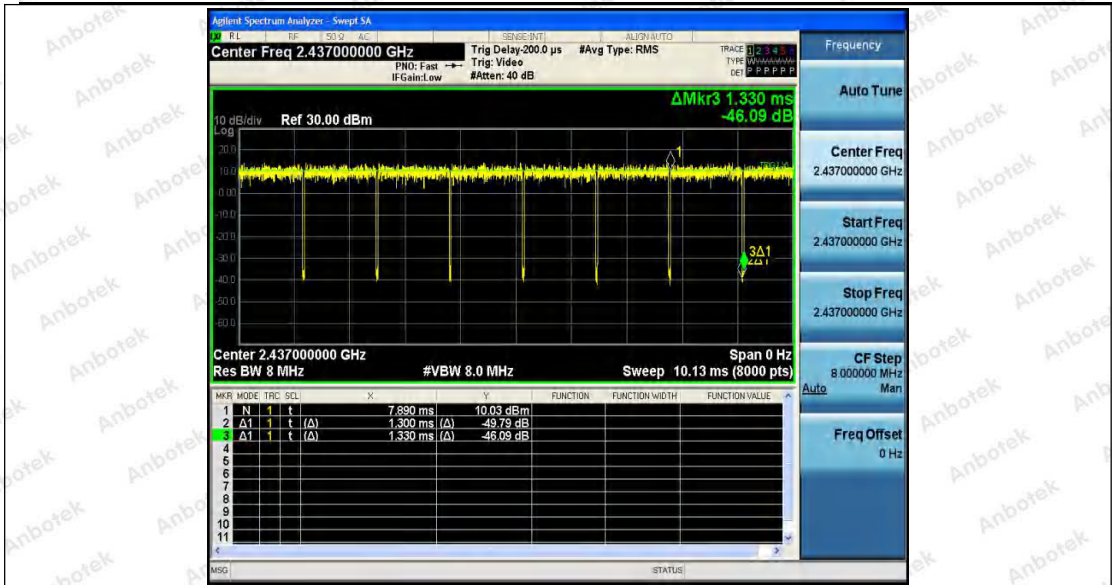 Agilent Spectrum Analyzer - Swept SA
RL RF 50 Ω AC SENSE:INT ALIGNAUTO
Center Freq 2.437000000 GHz
PNO: Fast
IFGain:Low
Trig Delay-200.0 µs
Trig: Video
#Atten: 40 dB
#Avg Type: RMS
TRACE 1 2 3 4 5 6
TYPE
DET P P P P P P
Frequency
Auto Tune
Center Freq
2.437000000 GHz
Start Freq
2.437000000 GHz
Stop Freq
2.437000000 GHz
CF Step
8.000000 MHz
Auto Man
Freq Offset
0 Hz
ΔMkr3 1.330 ms
-46.09 dB
10 dB/div Ref 30.00 dBm
Log
20.0
10.0
0.00
-10.0
-20.0
-30.0
-40.0
-50.0
-60.0
1
3Δ1
2Δ1
Center 2.437000000 GHz Span 0 Hz
Res BW 8 MHz #VBW 8.0 MHz Sweep 10.13 ms (8000 pts)
MKR MODE TRC SCL X Y FUNCTION FUNCTION WIDTH FUNCTION VALUE
1 N 1 t 7.890 ms 10.03 dBm
2 Δ1 1 t (Δ) 1.300 ms (Δ) -49.79 dB
3 Δ1 1 t (Δ) 1.330 ms (Δ) -46.09 dB
4
5
6
7
8
9
10
11
MSG STATUS
Anbotek